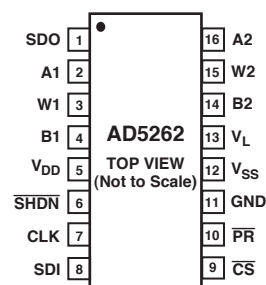 SDO 1
A1 2
W1 3
B1 4
VDD 5
SHDN 6
CLK 7
SDI 8
AD5262
TOP VIEW
(Not to Scale)
16 A2
15 W2
14 B2
13 VL
12 VSS
11 GND
10 PR
9 CS